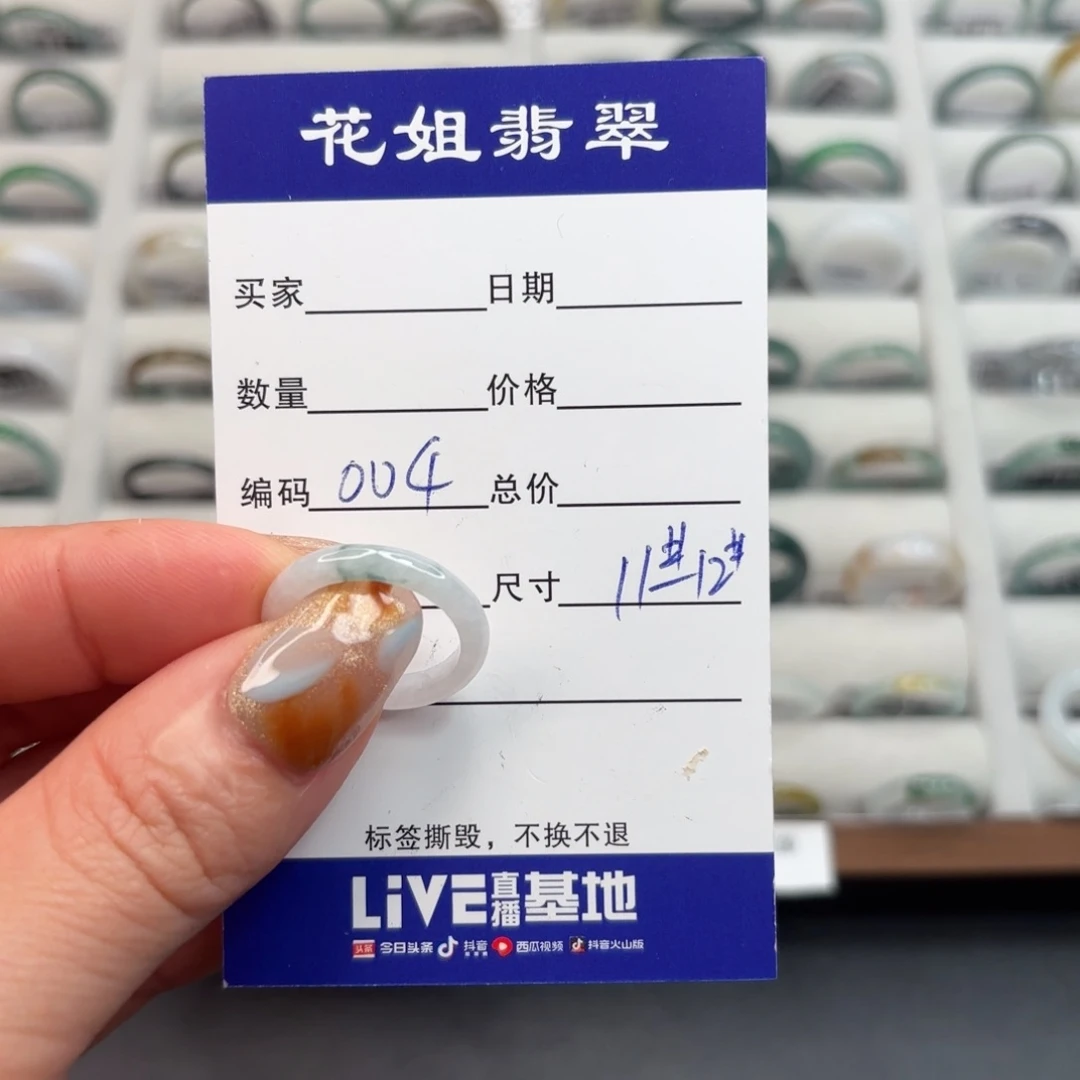 花姐翡翠
买家 日期
数量 价格
编码 004 总价
尺寸 11#-12#
标签撕毁，不换不退
LiVE直播基地
头条 今日头条 抖音 西瓜视频 抖音火山版